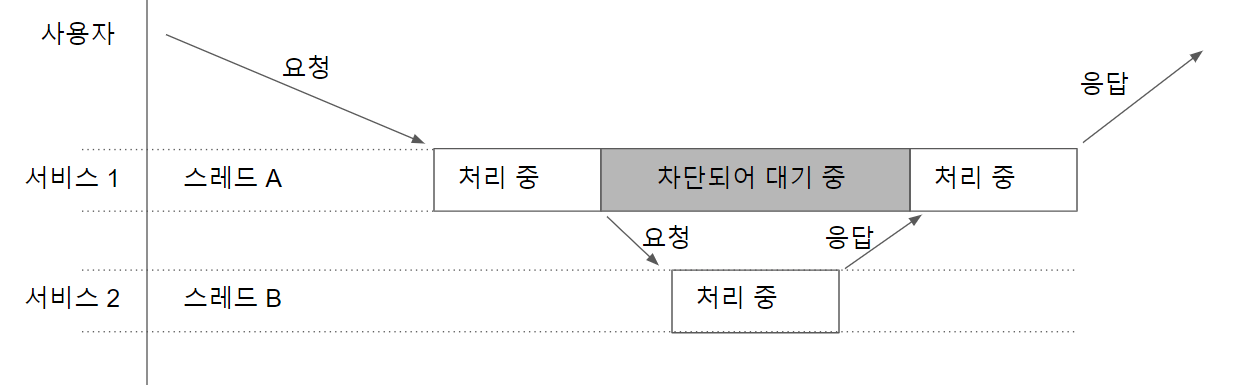 사용자
요청
응답
서비스 1
스레드 A
처리 중
차단되어 대기 중
처리 중
요청
응답
서비스 2
스레드 B
처리 중